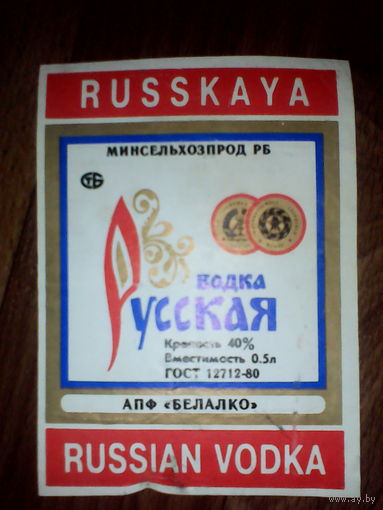 RUSSKAYA
МИНСЕЛЬХОЗПРОД РБ
СТБ
водка
Русская
Крепость 40%
Вместимость 0.5л
ГОСТ 12712-80
АПФ «БЕЛАЛКО»
RUSSIAN VODKA
www.ay.by